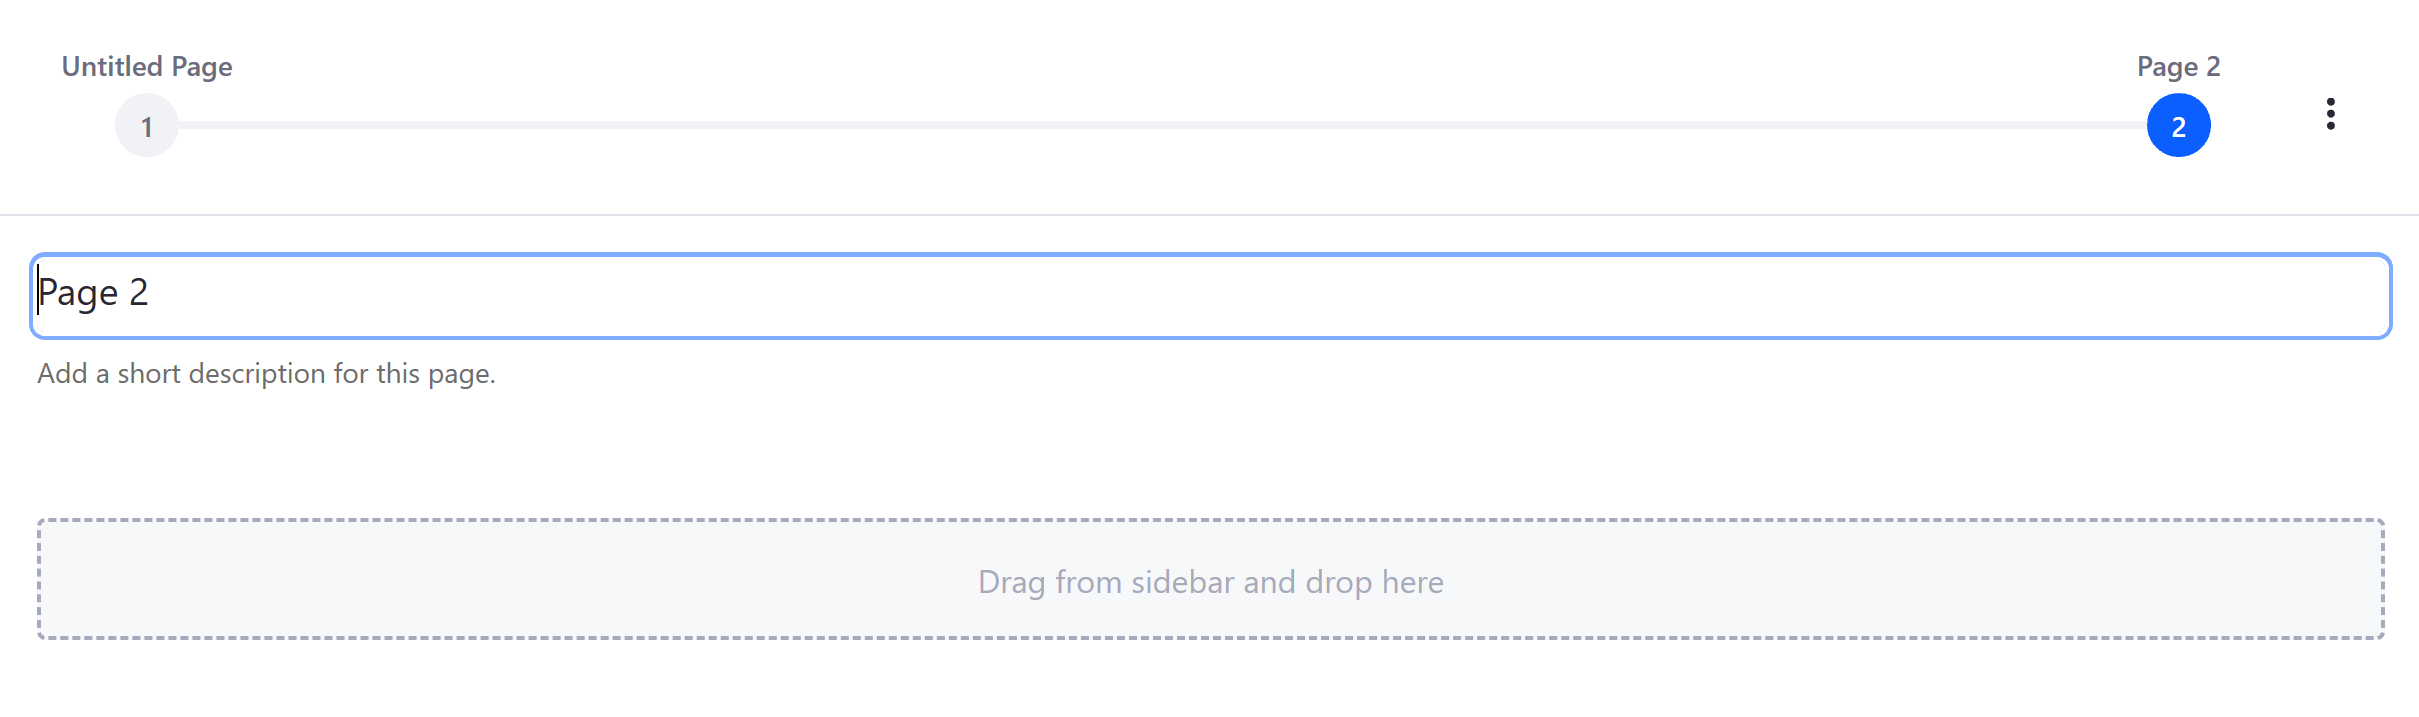 Untitled Page
Page 2
1
2
Page 2
Add a short description for this page.
Drag from sidebar and drop here